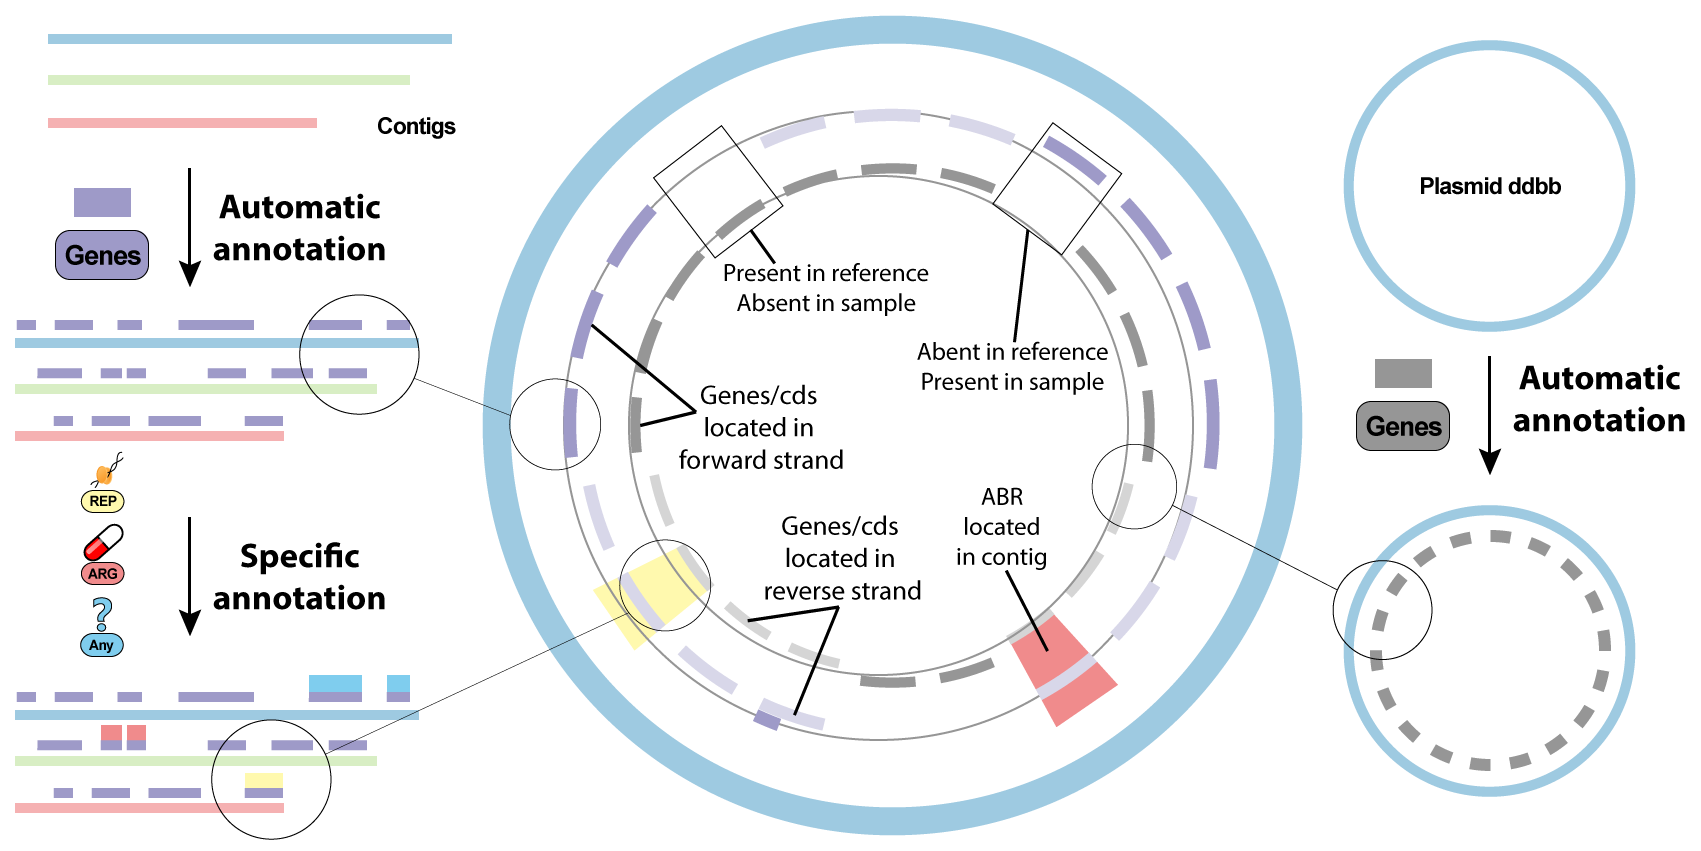 Contigs
Automatic
annotation
Genes
REP
ARG
Any
Specific
annotation
Present in reference
Absent in sample
Abent in reference
Present in sample
Genes/cds
located in
forward strand
Genes/cds
located in
reverse strand
ABR
located
in contig
Plasmid ddbb
Genes
Automatic
annotation